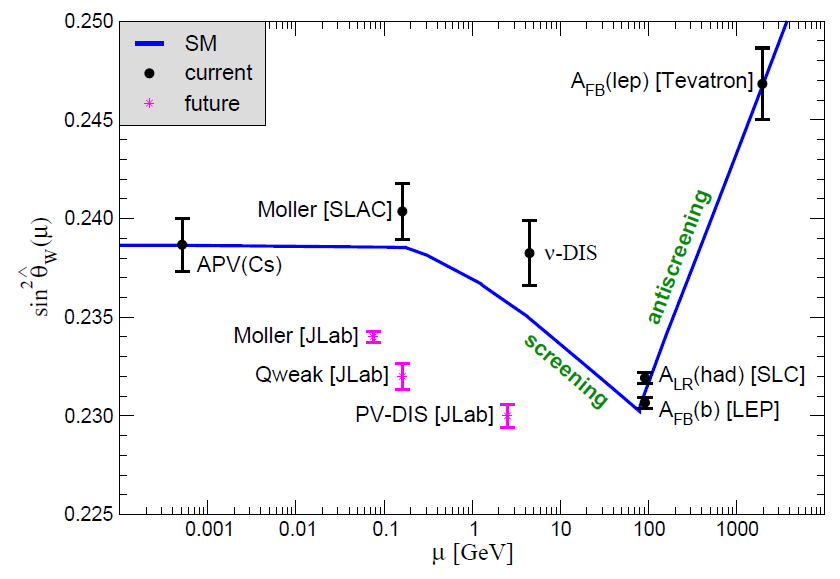 0.250
0.245
0.240
0.235
0.230
0.225
sin²θ̂_W(μ)
SM
current
future
A_FB(lep) [Tevatron]
Moller [SLAC]
ν-DIS
APV(Cs)
antiscreening
Moller [JLab]
screening
Qweak [JLab]
A_LR(had) [SLC]
PV-DIS [JLab]
A_FB(b) [LEP]
0.001 0.01 0.1 1 10 100 1000
μ [GeV]